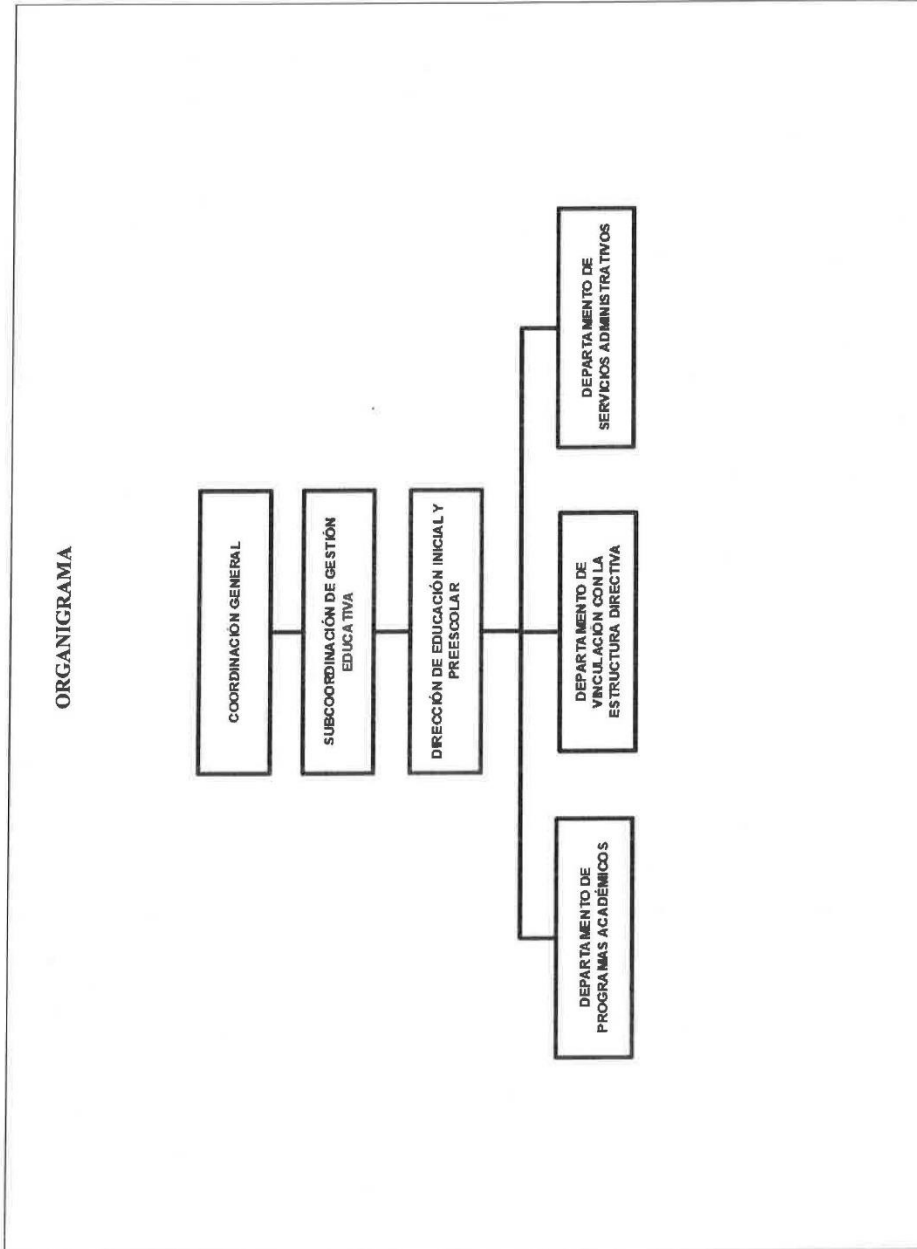 ORGANIGRAMA
COORDINACIÓN GENERAL
SUBCOORDINACIÓN DE GESTIÓN
EDUCATIVA
DIRECCIÓN DE EDUCACIÓN INICIAL Y
PREESCOLAR
DEPARTAMENTO DE
PROGRAMAS ACADÉMICOS
DEPARTAMENTO DE
VINCULACIÓN CON LA
ESTRUCTURA DIRECTIVA
DEPARTAMENTO DE
SERVICIOS ADMINISTRATIVOS